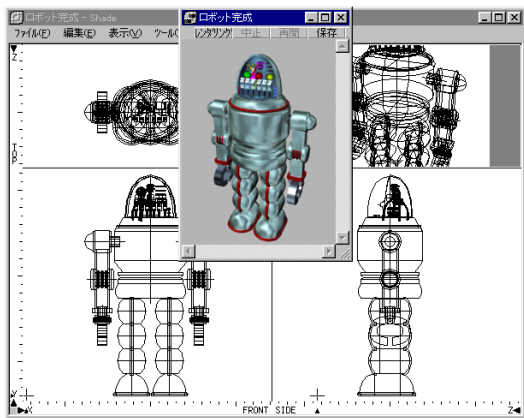 ロボット完成 - Shade
ファイル(F) 編集(E) 表示(V) ツール(
ロボット完成
レンダリング 中止 再開 保存
Z
TOP
Y
X
FRONT SIDE
Z